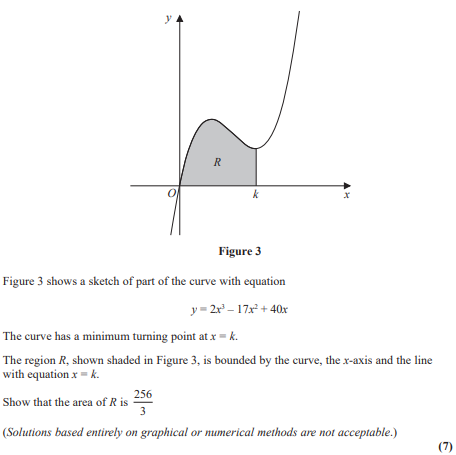 y
R
O
k
x
Figure 3
Figure 3 shows a sketch of part of the curve with equation
y = 2x³ – 17x² + 40x
The curve has a minimum turning point at x = k.
The region R, shown shaded in Figure 3, is bounded by the curve, the x-axis and the line
with equation x = k.
Show that the area of R is 256/3
(Solutions based entirely on graphical or numerical methods are not acceptable.)
(7)